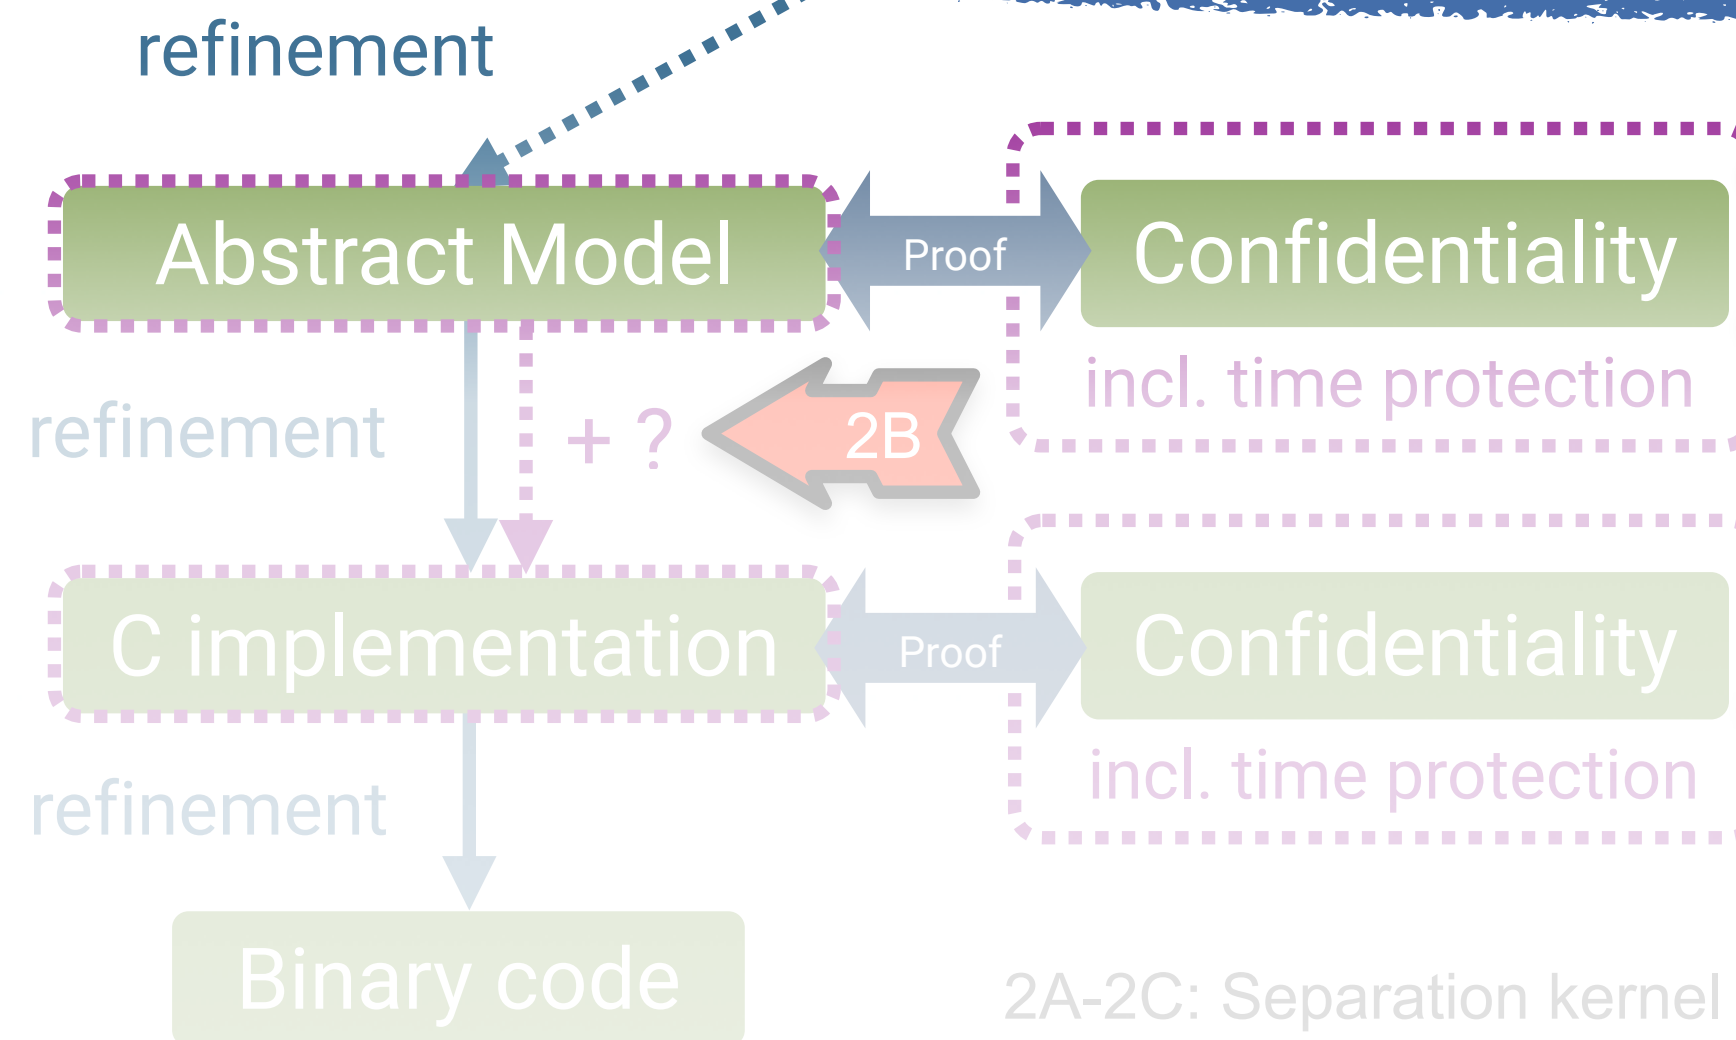 refinement
Abstract Model
Proof
Confidentiality
incl. time protection
refinement
+ ?
2B
C implementation
Proof
Confidentiality
incl. time protection
refinement
Binary code
2A-2C: Separation kernel